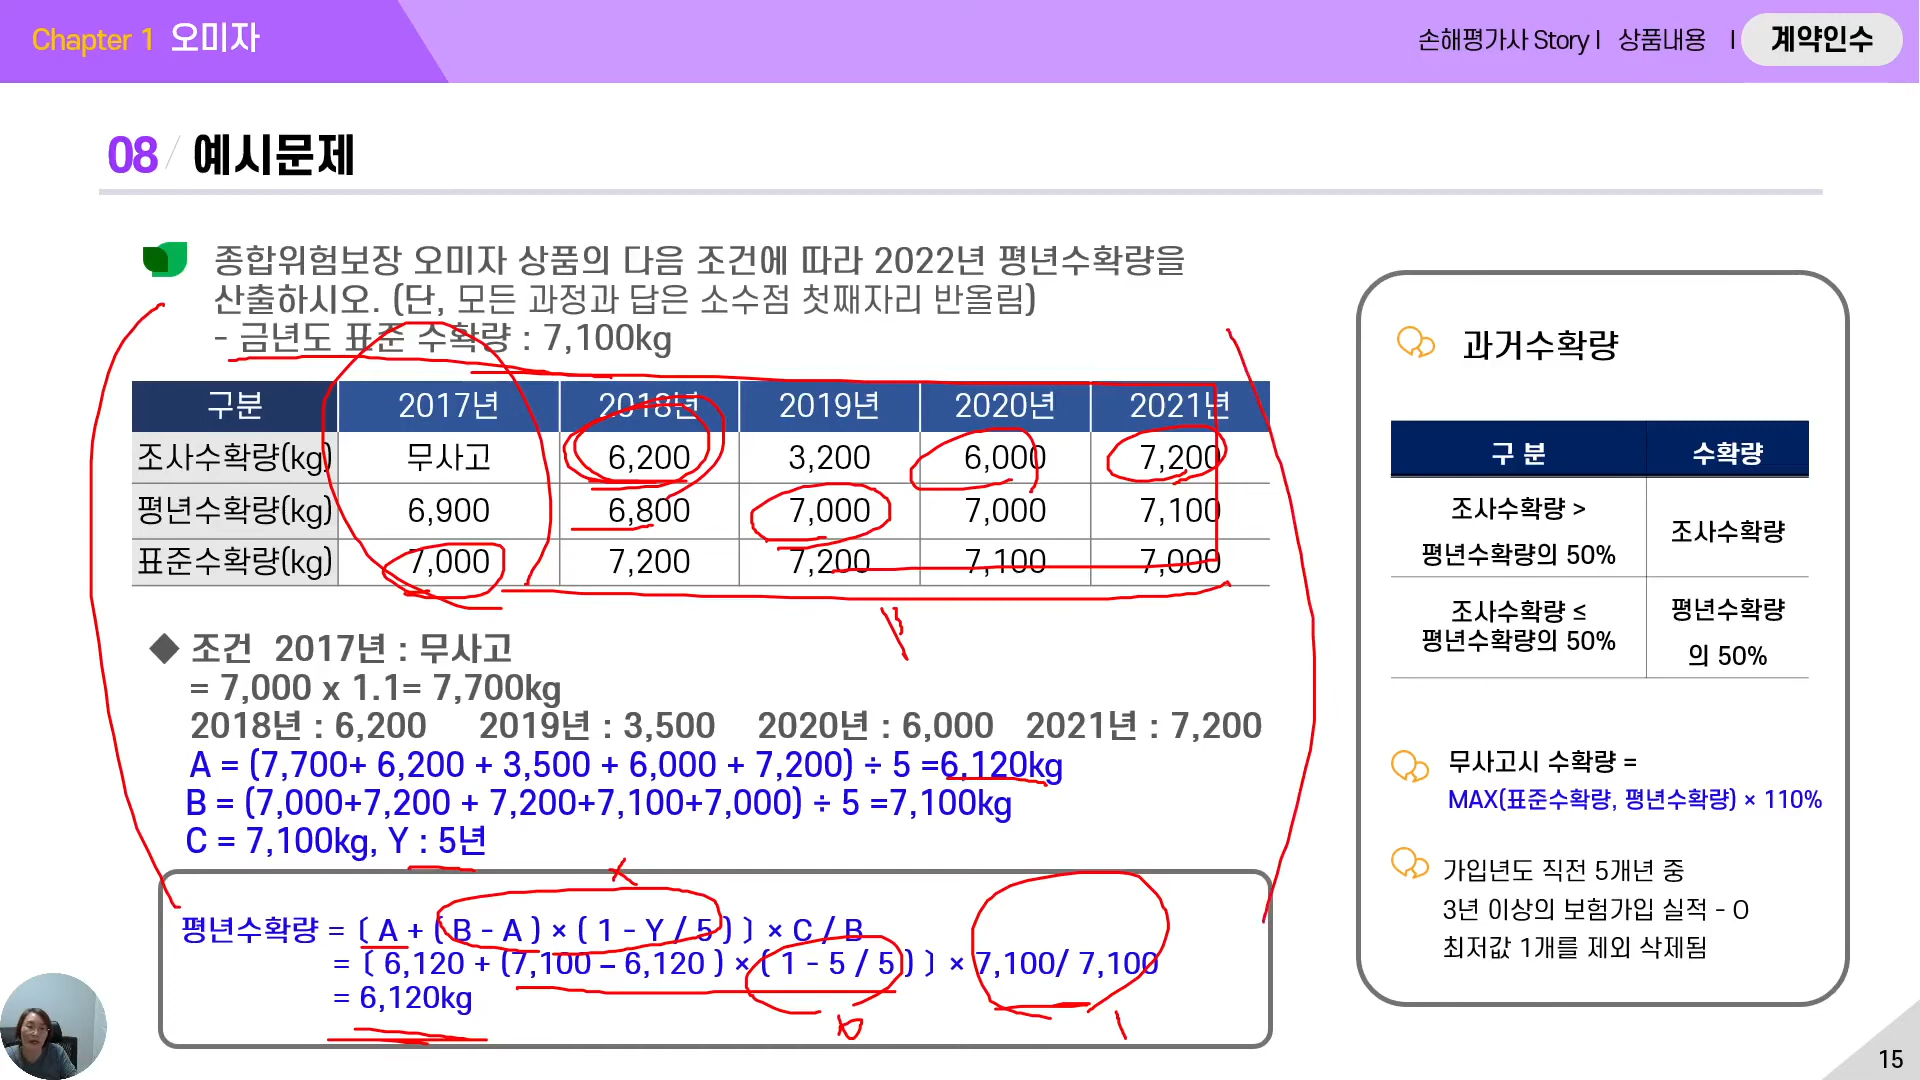 Chapter 1 오미자
손해평가사 Story l 상품내용 l 계약인수
08 / 예시문제
종합위험보장 오미자 상품의 다음 조건에 따라 2022년 평년수확량을
산출하시오. (단, 모든 과정과 답은 소수점 첫째자리 반올림)
- 금년도 표준 수확량 : 7,100kg
구분 2017년 2018년 2019년 2020년 2021년
조사수확량(kg) 무사고 6,200 3,200 6,000 7,200
평년수확량(kg) 6,900 6,800 7,000 7,000 7,100
표준수확량(kg) 7,000 7,200 7,200 7,100 7,000
◆ 조건 2017년 : 무사고
= 7,000 x 1.1= 7,700kg
2018년 : 6,200 2019년 : 3,500 2020년 : 6,000 2021년 : 7,200
A = (7,700+ 6,200 + 3,500 + 6,000 + 7,200) ÷ 5 =6,120kg
B = (7,000+7,200 + 7,200+7,100+7,000) ÷ 5 =7,100kg
C = 7,100kg, Y : 5년
평년수확량 = 〔 A + ( B - A ) × ( 1 - Y / 5 ) 〕 × C / B
= 〔 6,120 + (7,100 – 6,120 ) × ( 1 - 5 / 5 ) 〕 × 7,100/ 7,100
= 6,120kg
과거수확량
구 분 수확량
조사수확량 >
평년수확량의 50%
조사수확량
조사수확량 ≤
평년수확량의 50%
평년수확량
의 50%
무사고시 수확량 =
MAX(표준수확량, 평년수확량) × 110%
가입년도 직전 5개년 중
3년 이상의 보험가입 실적 - O
최저값 1개를 제외 삭제됨
15